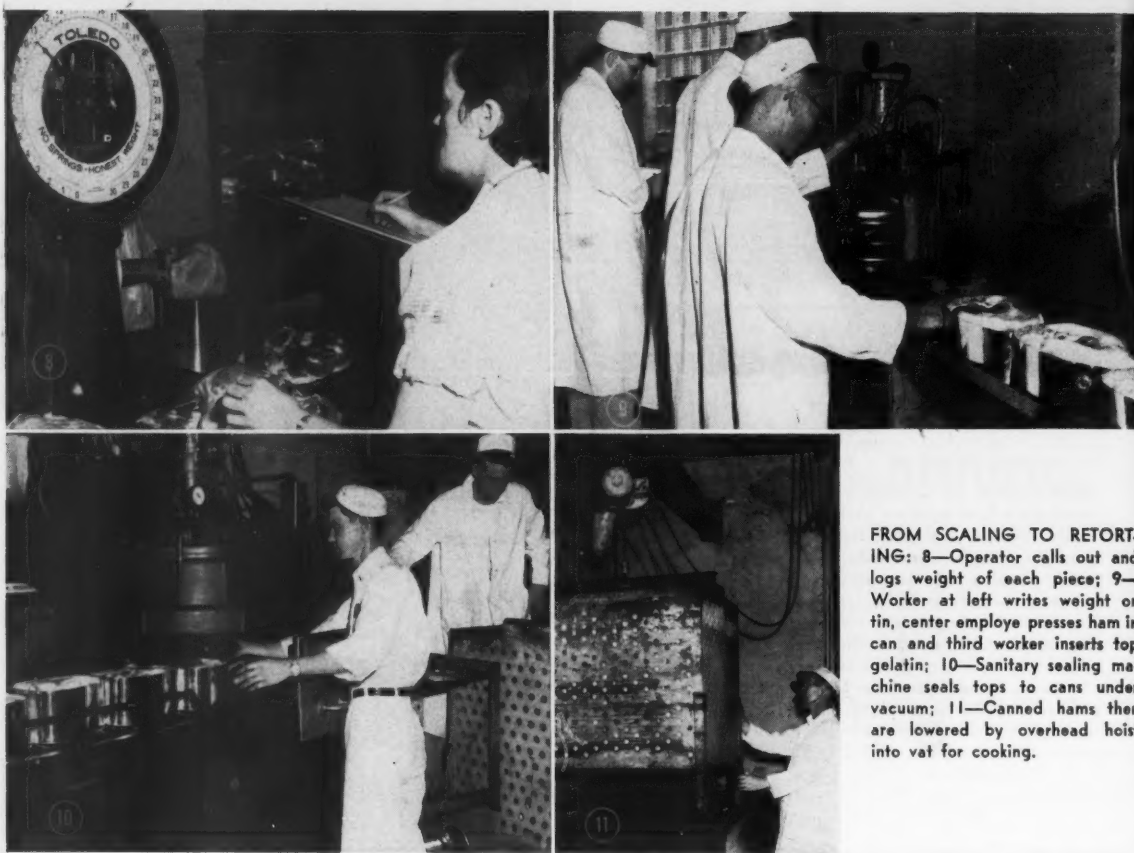 TOLEDO
NO SPRINGS - HONEST WEIGHT
8
9
10
11
FROM SCALING TO RETORT-
ING: 8—Operator calls out and
logs weight of each piece; 9—
Worker at left writes weight on
tin, center employe presses ham in
can and third worker inserts top
gelatin; 10—Sanitary sealing ma-
chine seals tops to cans under
vacuum; 11—Canned hams then
are lowered by overhead hoist
into vat for cooking.